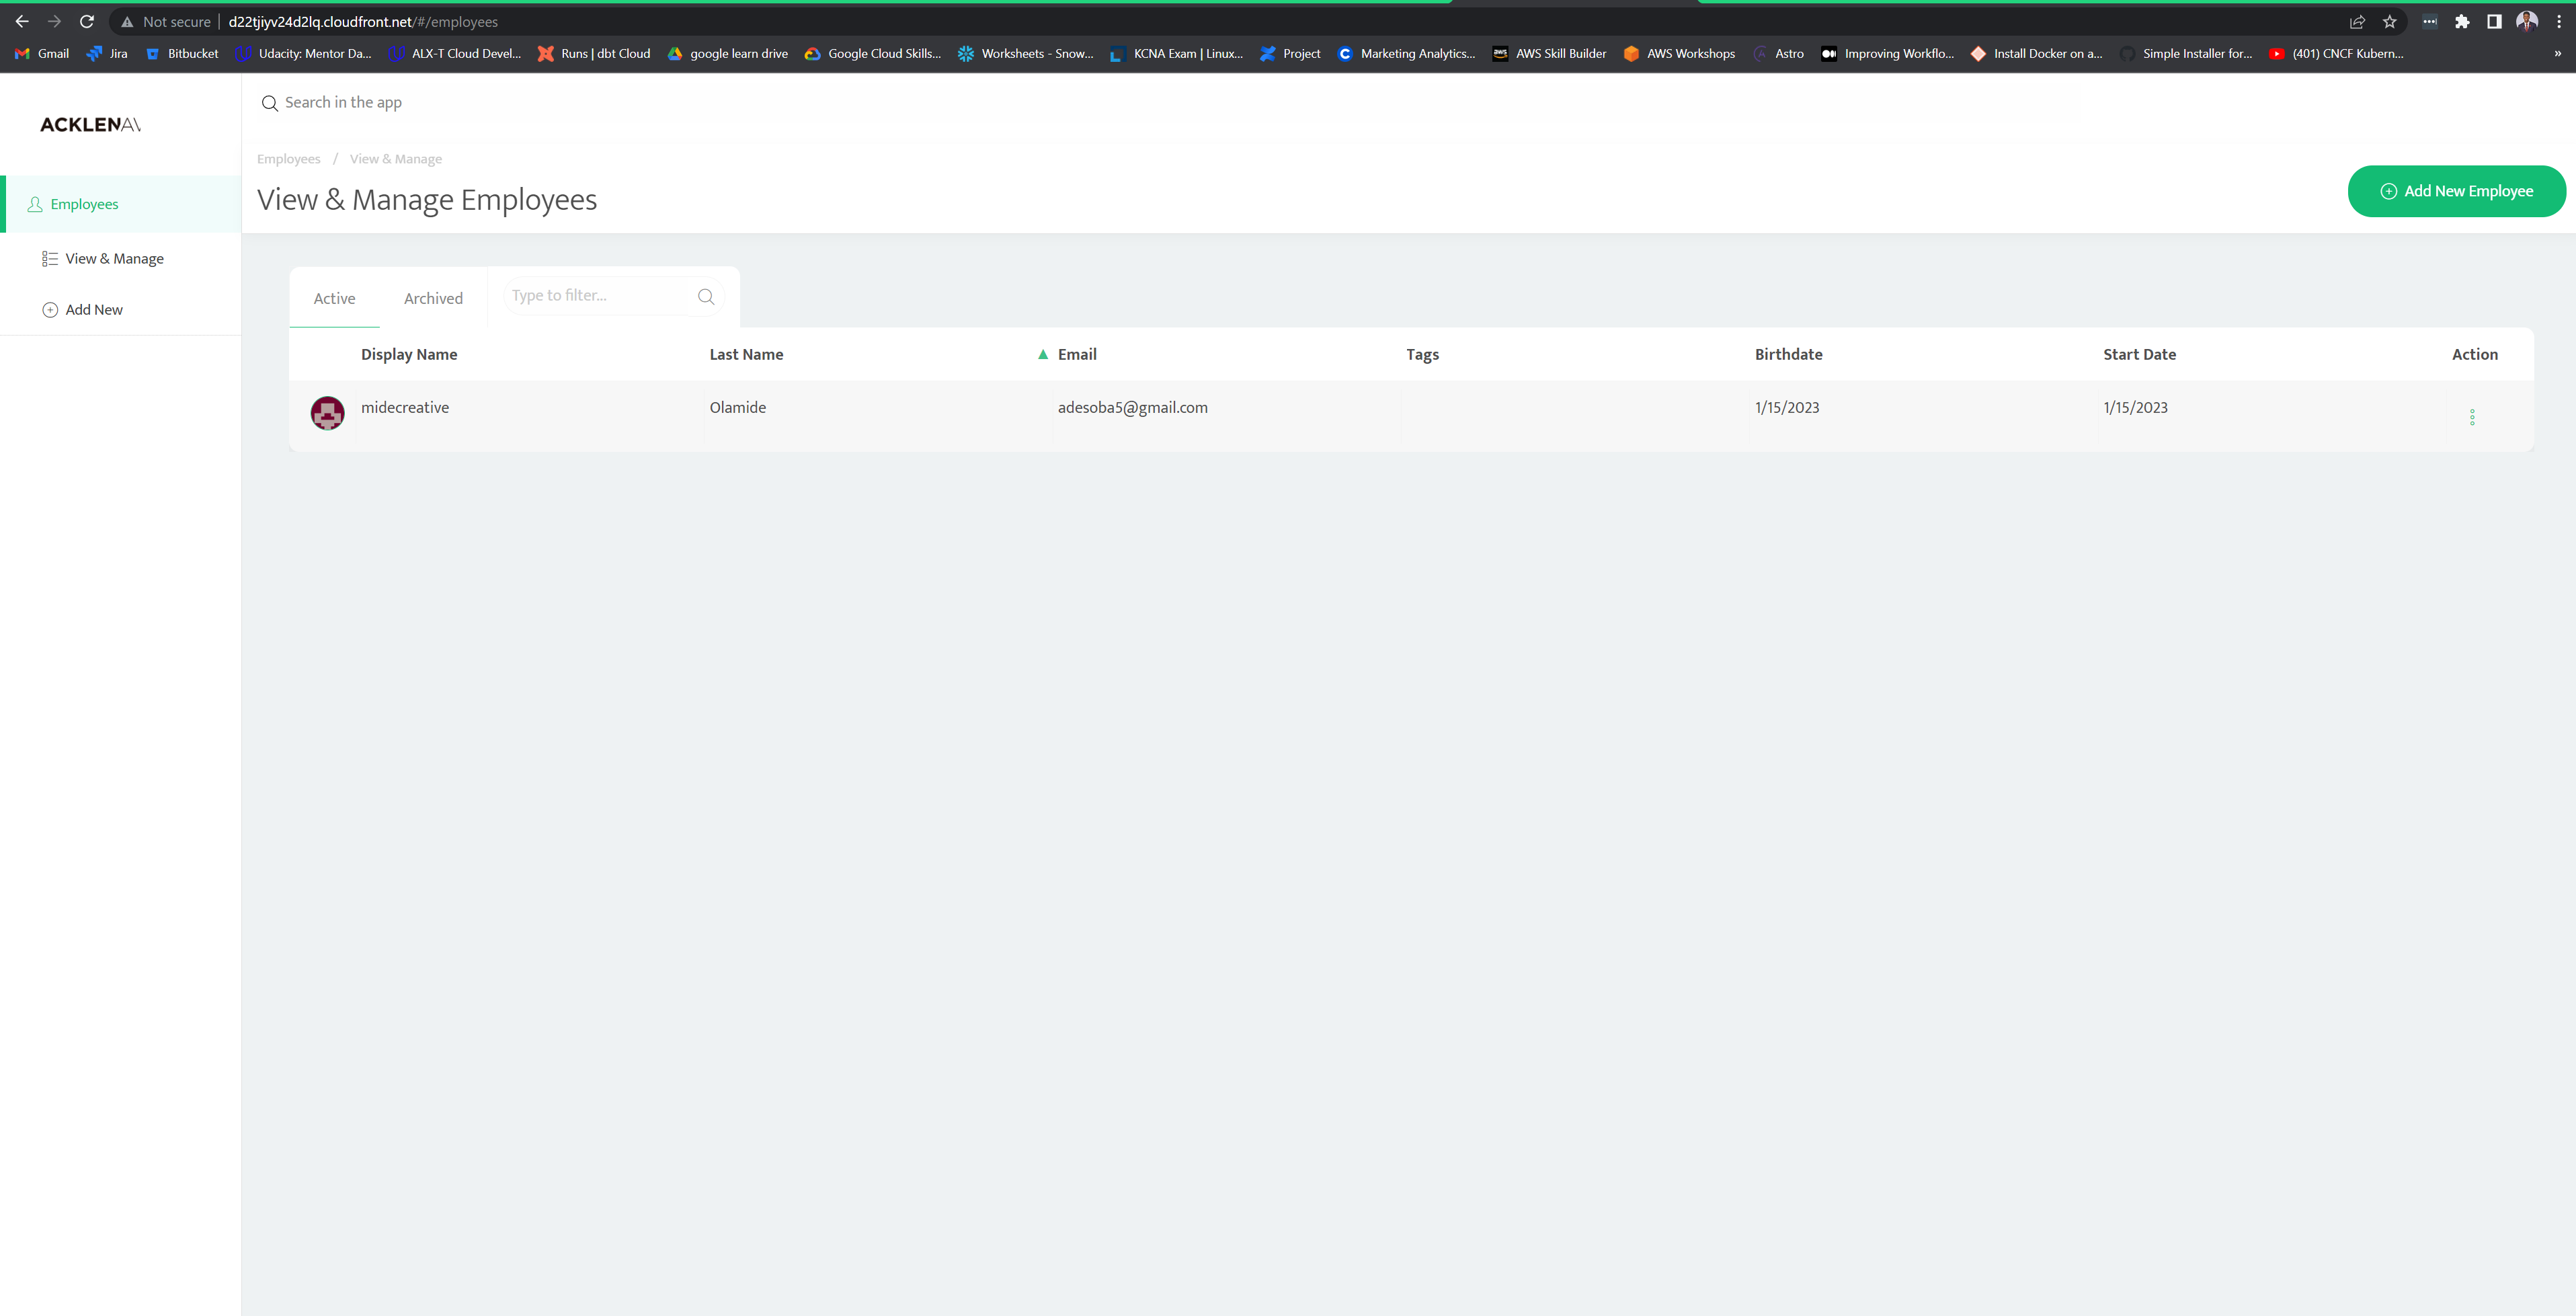 Not secure | d22tjiyv24d2lq.cloudfront.net/#/employees
Gmail Jira Bitbucket Udacity: Mentor Da... ALX-T Cloud Devel... Runs | dbt Cloud google learn drive Google Cloud Skills... Worksheets - Snow... KCNA Exam | Linux... Project Marketing Analytics... AWS Skill Builder AWS Workshops Astro Improving Workflo... Install Docker on a... Simple Installer for... (401) CNCF Kubern... »
ACKLENAV
Employees
View & Manage
Add New
Search in the app
Employees / View & Manage
View & Manage Employees
Add New Employee
Active Archived Type to filter...
Display Name Last Name Email Tags Birthdate Start Date Action
midecreative Olamide adesoba5@gmail.com 1/15/2023 1/15/2023